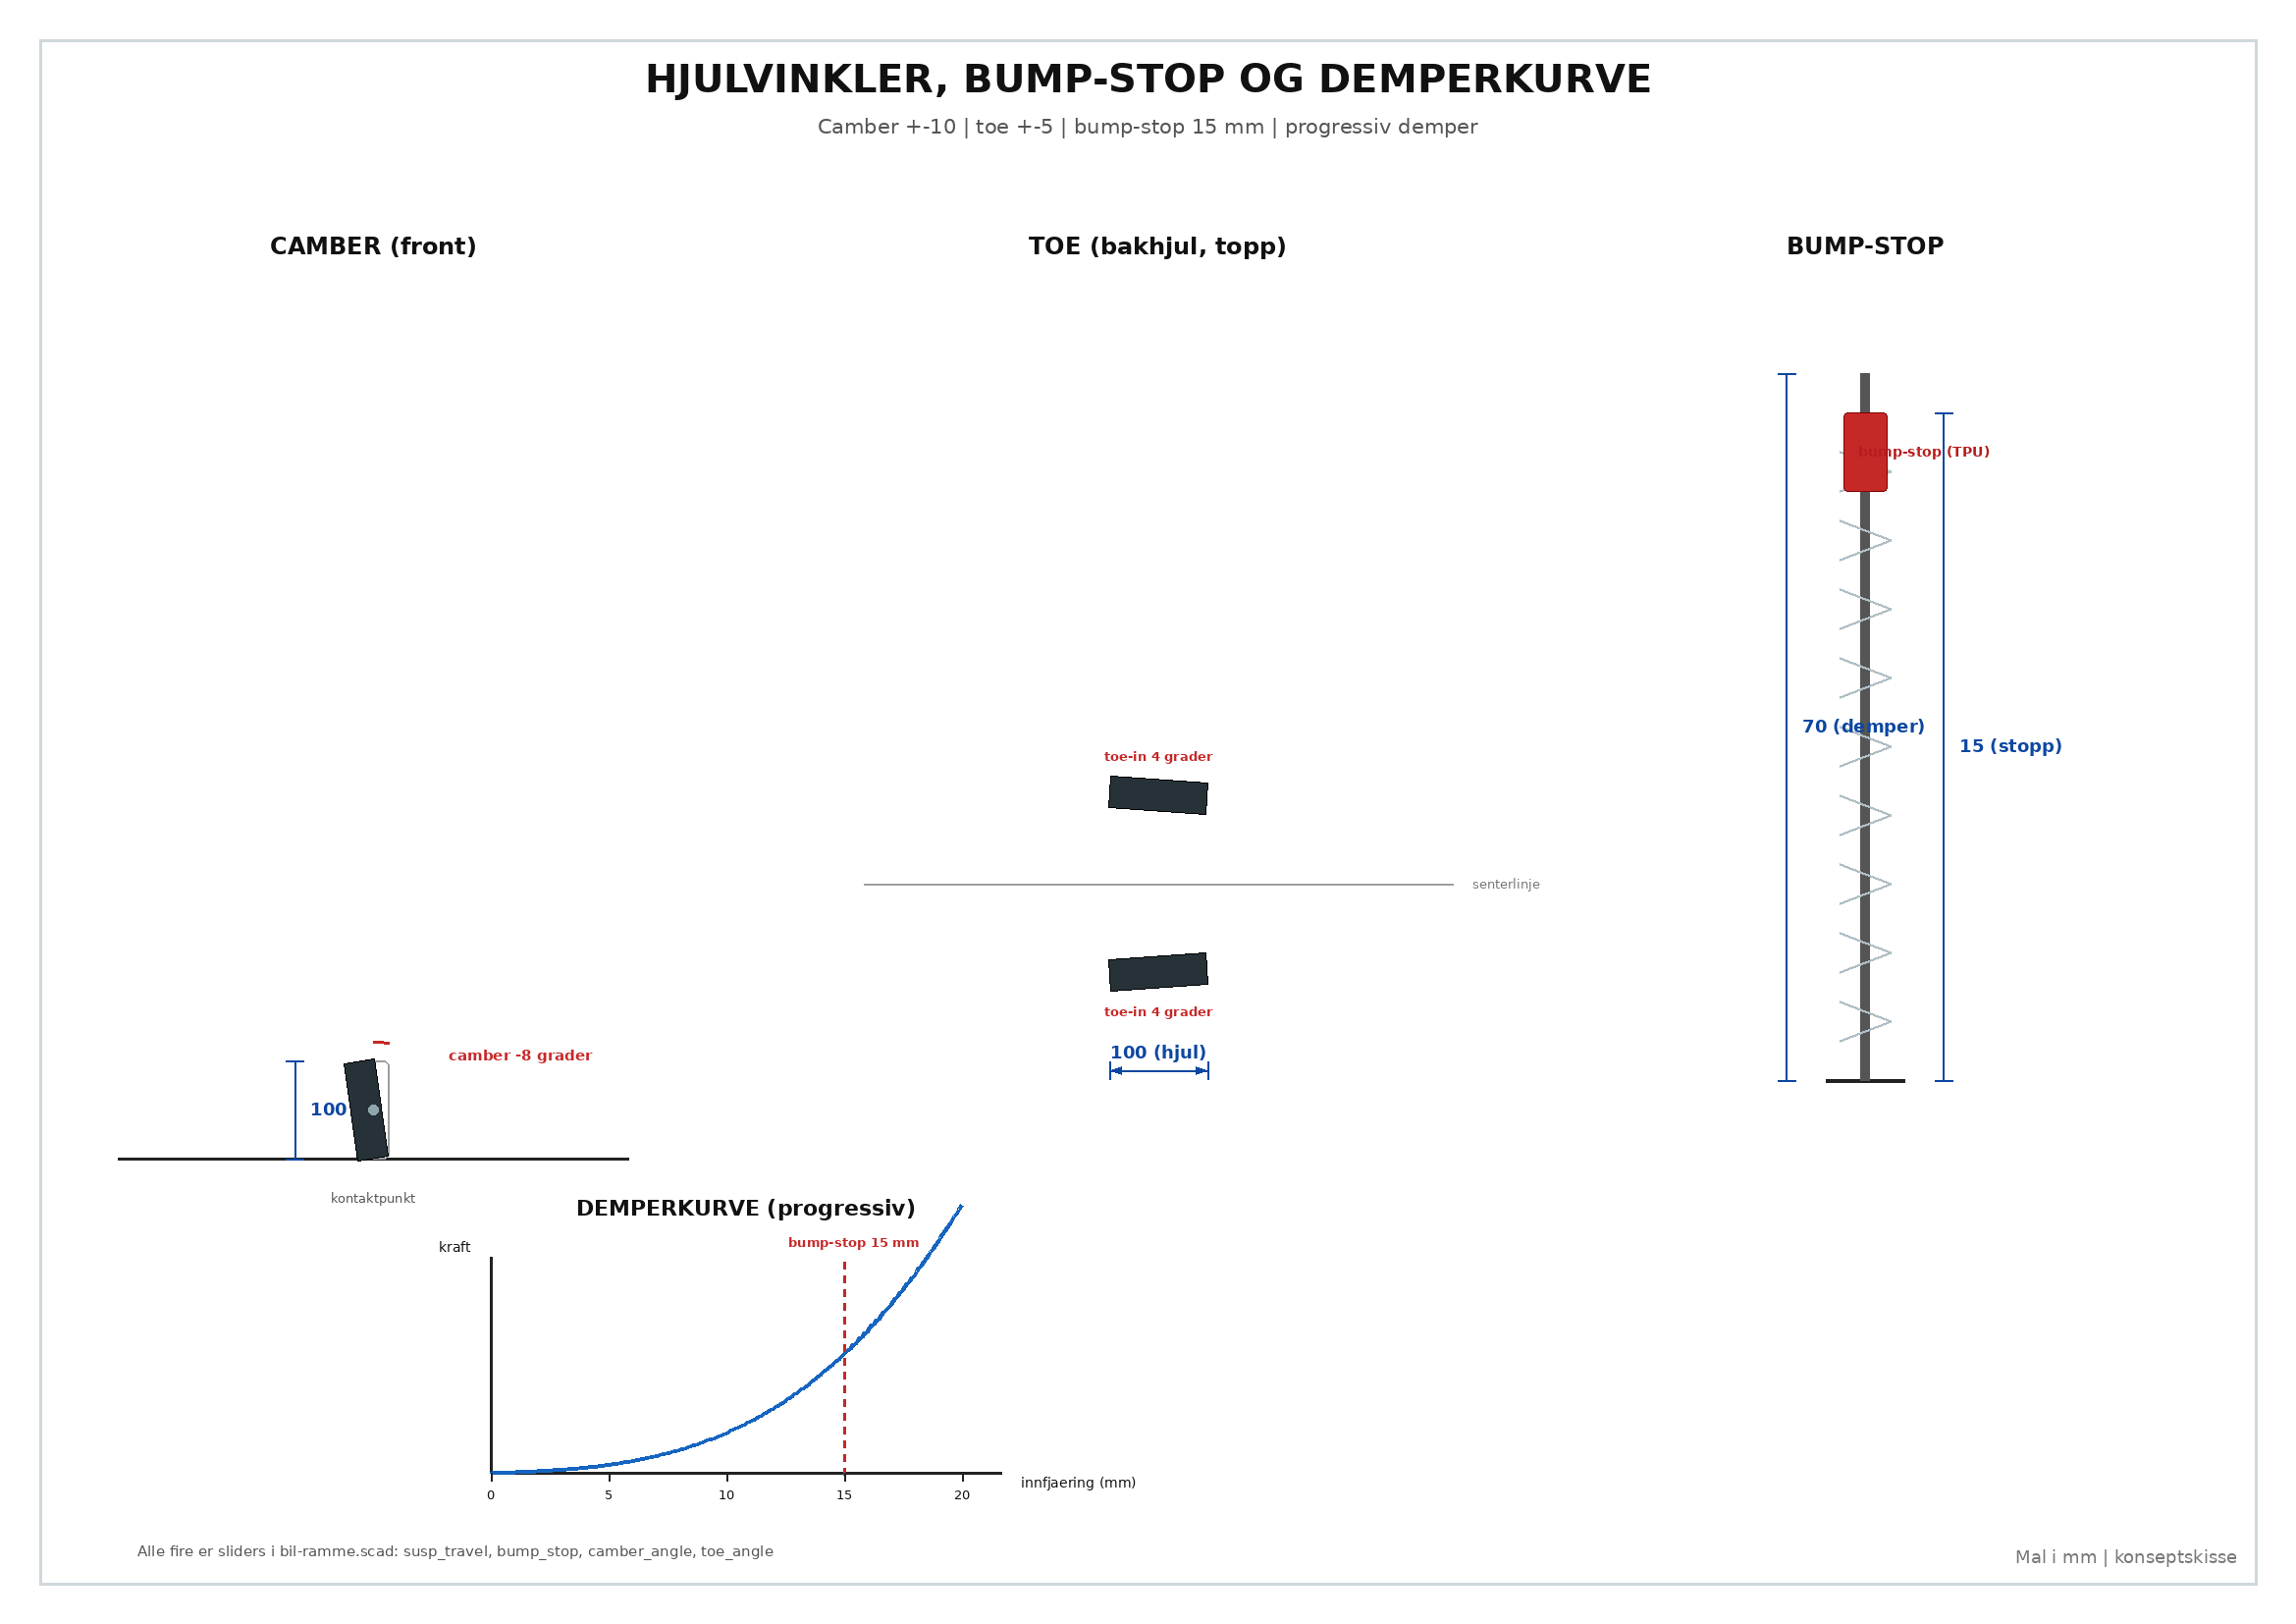 HJULVINKLER, BUMP-STOP OG DEMPERKURVE
Camber +-10 | toe +-5 | bump-stop 15 mm | progressiv demper
CAMBER (front)
TOE (bakhjul, topp)
BUMP-STOP
bump-stop (TPU)
70 (demper)
15 (stopp)
toe-in 4 grader
senterlinje
toe-in 4 grader
100 (hjul)
camber -8 grader
100
kontaktpunkt
DEMPERKURVE (progressiv)
bump-stop 15 mm
kraft
innfjaering (mm)
0 5 10 15 20
Alle fire er sliders i bil-ramme.scad: susp_travel, bump_stop, camber_angle, toe_angle
Mal i mm | konseptskisse